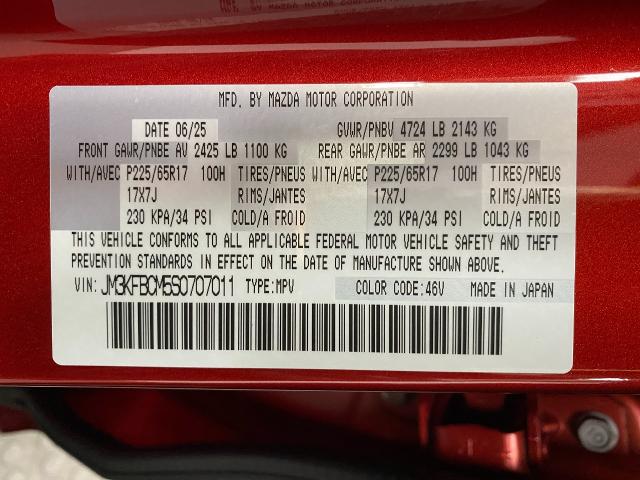 MFD. BY MAZDA MOTOR CORPORATION
DATE 06/25 GVWR/PNBV 4724 LB 2143 KG
FRONT GAWR/PNBE AV 2425 LB 1100 KG REAR GAWR/PNBE AR 2299 LB 1043 KG
WITH/AVEC P225/65R17 100H TIRES/PNEUS WITH/AVEC P225/65R17 100H TIRES/PNEUS
17X7J RIMS/JANTES 17X7J RIMS/JANTES
230 KPA/34 PSI COLD/A FROID 230 KPA/34 PSI COLD/A FROID
THIS VEHICLE CONFORMS TO ALL APPLICABLE FEDERAL MOTOR VEHICLE SAFETY AND THEFT
PREVENTION STANDARDS IN EFFECT ON THE DATE OF MANUFACTURE SHOWN ABOVE.
VIN: JM3KFBCM5S0707011 TYPE:MPV COLOR CODE:46V MADE IN JAPAN